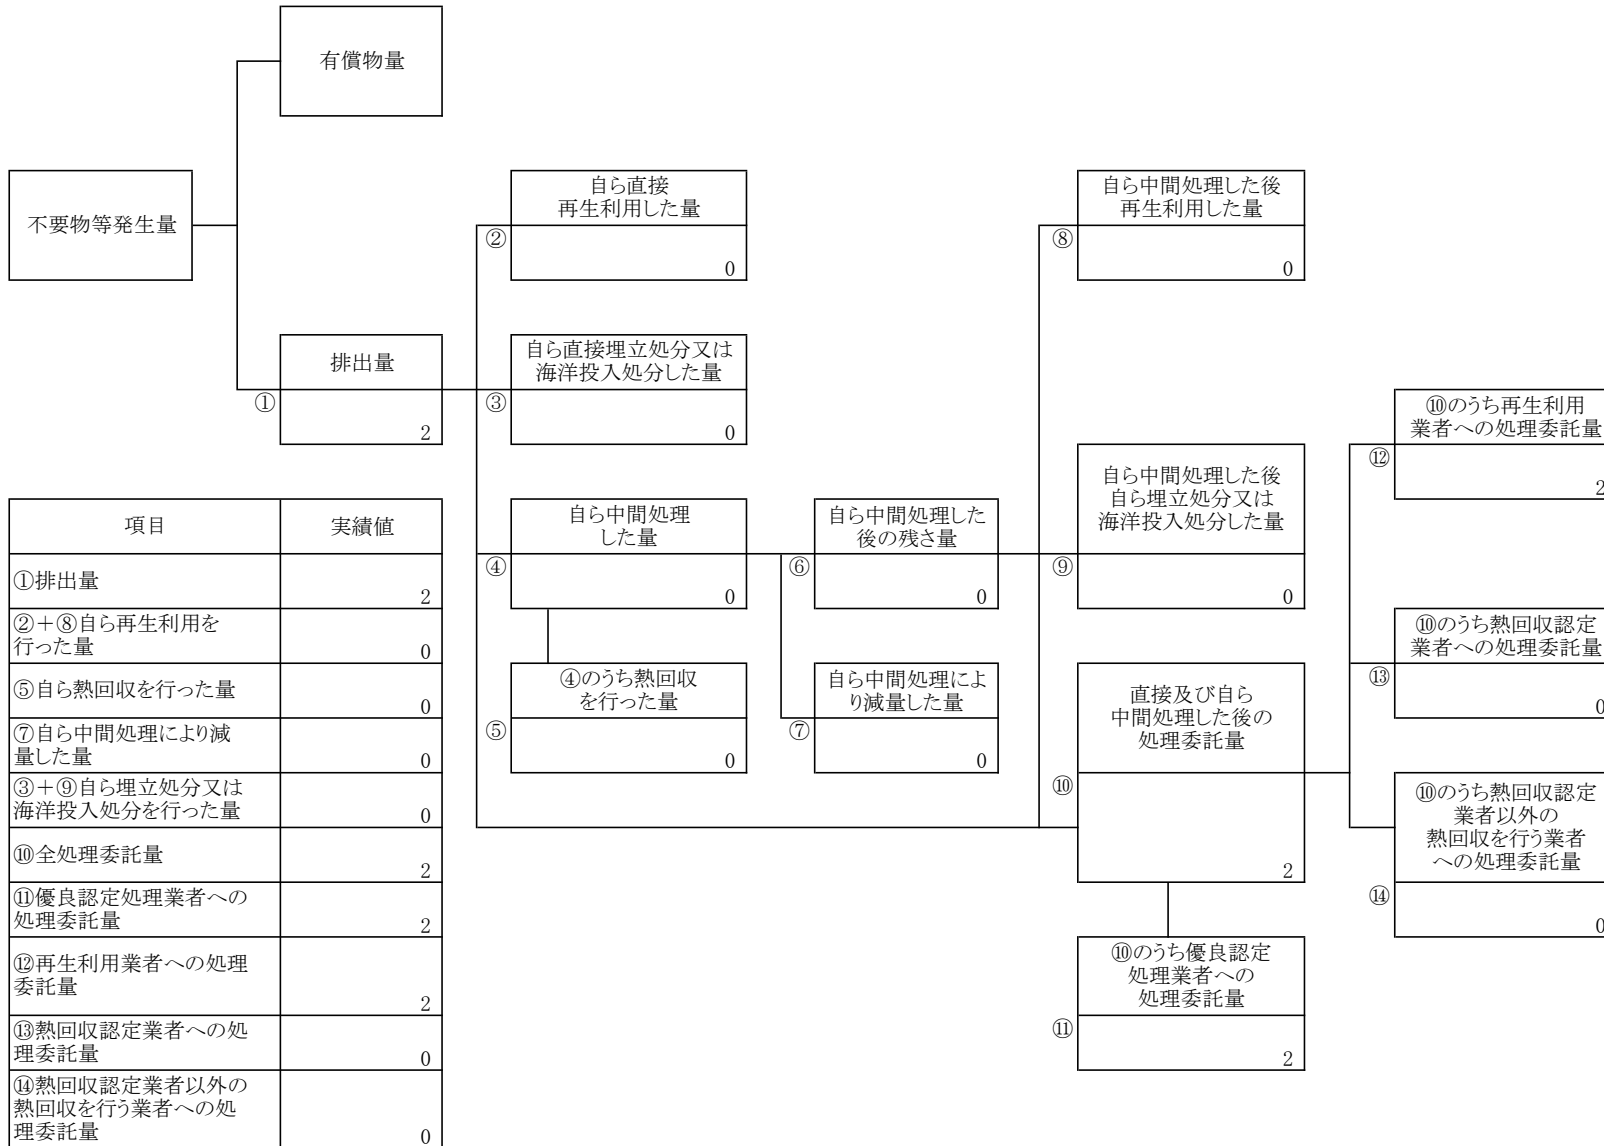 有償物量
不要物等発生量
自ら直接
再生利用した量
②
0
自ら中間処理した後
再生利用した量
⑧
0
排出量
①
2
自ら直接埋立処分又は
海洋投入処分した量
③
0
⑩のうち再生利用
業者への処理委託量
⑫
2
自ら中間処理した後
自ら埋立処分又は
海洋投入処分した量
⑨
0
自ら中間処理
した量
④
0
自ら中間処理した
後の残さ量
⑥
0
⑩のうち熱回収認定
業者への処理委託量
⑬
0
④のうち熱回収
を行った量
⑤
0
自ら中間処理によ
り減量した量
⑦
0
直接及び自ら
中間処理した後の
処理委託量
⑩
2
⑩のうち熱回収認定
業者以外の
熱回収を行う業者
への処理委託量
⑭
0
⑩のうち優良認定
処理業者への
処理委託量
⑪
2
項目 実績値
①排出量 2
②＋⑧自ら再生利用を
行った量 0
⑤自ら熱回収を行った量 0
⑦自ら中間処理により減
量した量 0
③＋⑨自ら埋立処分又は
海洋投入処分を行った量 0
⑩全処理委託量 2
⑪優良認定処理業者への
処理委託量 2
⑫再生利用業者への処理
委託量 2
⑬熱回収認定業者への処
理委託量 0
⑭熱回収認定業者以外の
熱回収を行う業者への処
理委託量 0